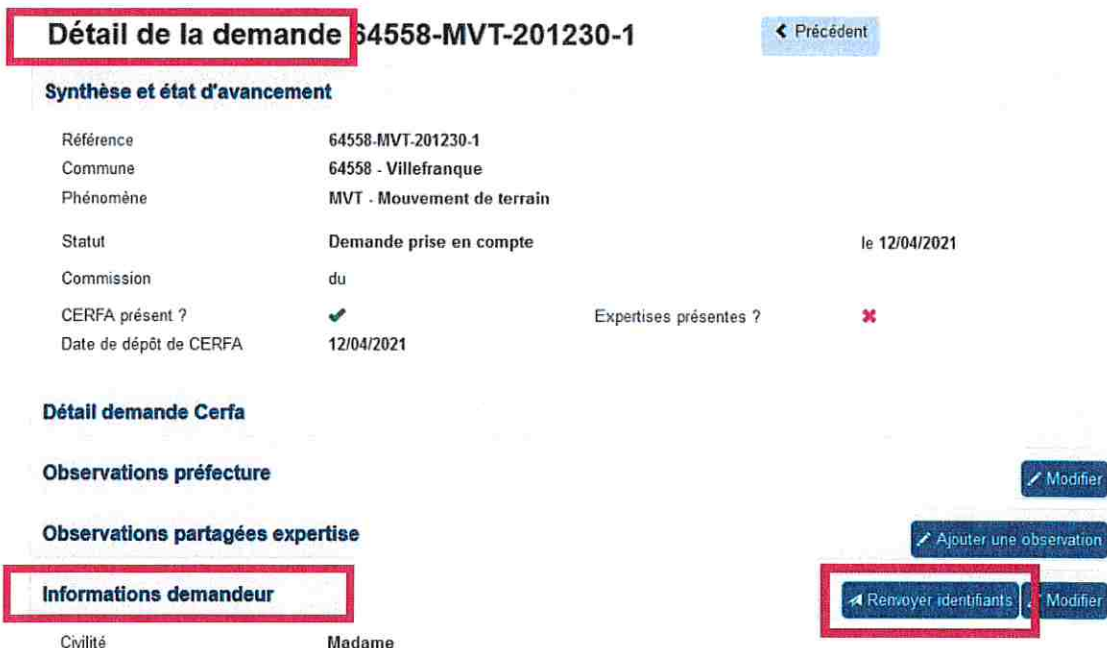 Détail de la demande 64558-MVT-201230-1 Précédent
Synthèse et état d'avancement
Référence 64558-MVT-201230-1
Commune 64558 - Villefranque
Phénomène MVT - Mouvement de terrain
Statut Demande prise en compte le 12/04/2021
Commission du
CERFA présent ? Expertises présentes ?
Date de dépôt de CERFA 12/04/2021
Détail demande Cerfa
Observations préfecture Modifier
Observations partagées expertise Ajouter une observation
Informations demandeur Renvoyer identifiants Modifier
Civilité Madame